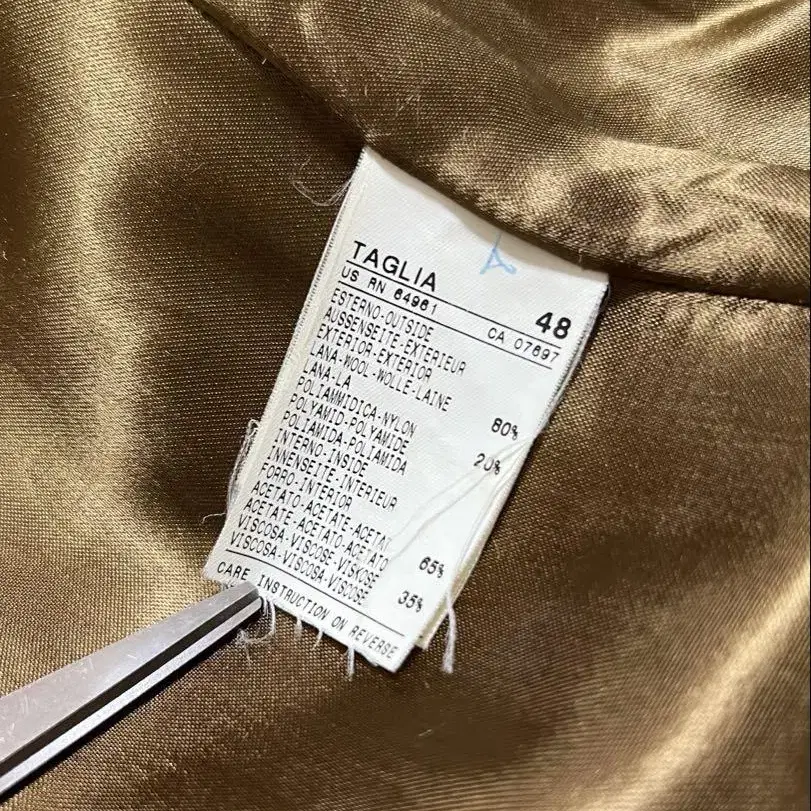 TAGLIA 48
US RN 64961 CA 07697
ESTERNO-OUTSIDE
AUSSENSEITE-EXTERIEUR
EXTERIOR-EXTERIOR
LANA-WOOL-WOLLE-LAINE
LANA-LA 80%
POLIAMMIDICA-NYLON
POLYAMID-POLYAMIDE 20%
POLIAMIDA-POLIAMIDA
INTERNO-INSIDE
INNENSEITE-INTERIEUR
FORRO-INTERIOR
ACETATO-ACETATE-ACETAT
ACETATE-ACETATO-ACETATO 65%
VISCOSA-VISCOSE-VISKOSE
VISCOSA-VISCOSA-VISCOSE 35%
CARE INSTRUCTION ON REVERSE